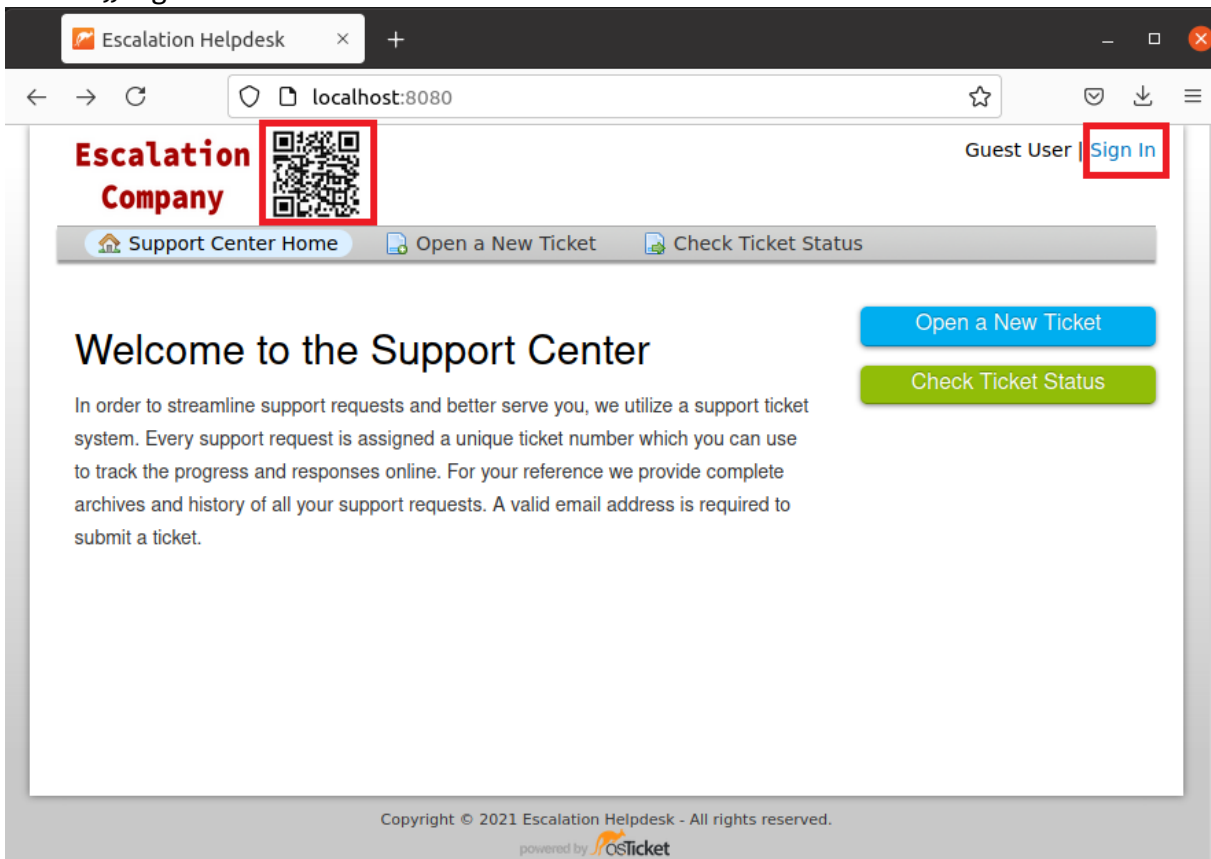 Escalation Helpdesk
localhost:8080
Escalation
Company
Guest User | Sign In
Support Center Home
Open a New Ticket
Check Ticket Status
Welcome to the Support Center
Open a New Ticket
Check Ticket Status
In order to streamline support requests and better serve you, we utilize a support ticket
system. Every support request is assigned a unique ticket number which you can use
to track the progress and responses online. For your reference we provide complete
archives and history of all your support requests. A valid email address is required to
submit a ticket.
Copyright © 2021 Escalation Helpdesk - All rights reserved.
powered by osTicket